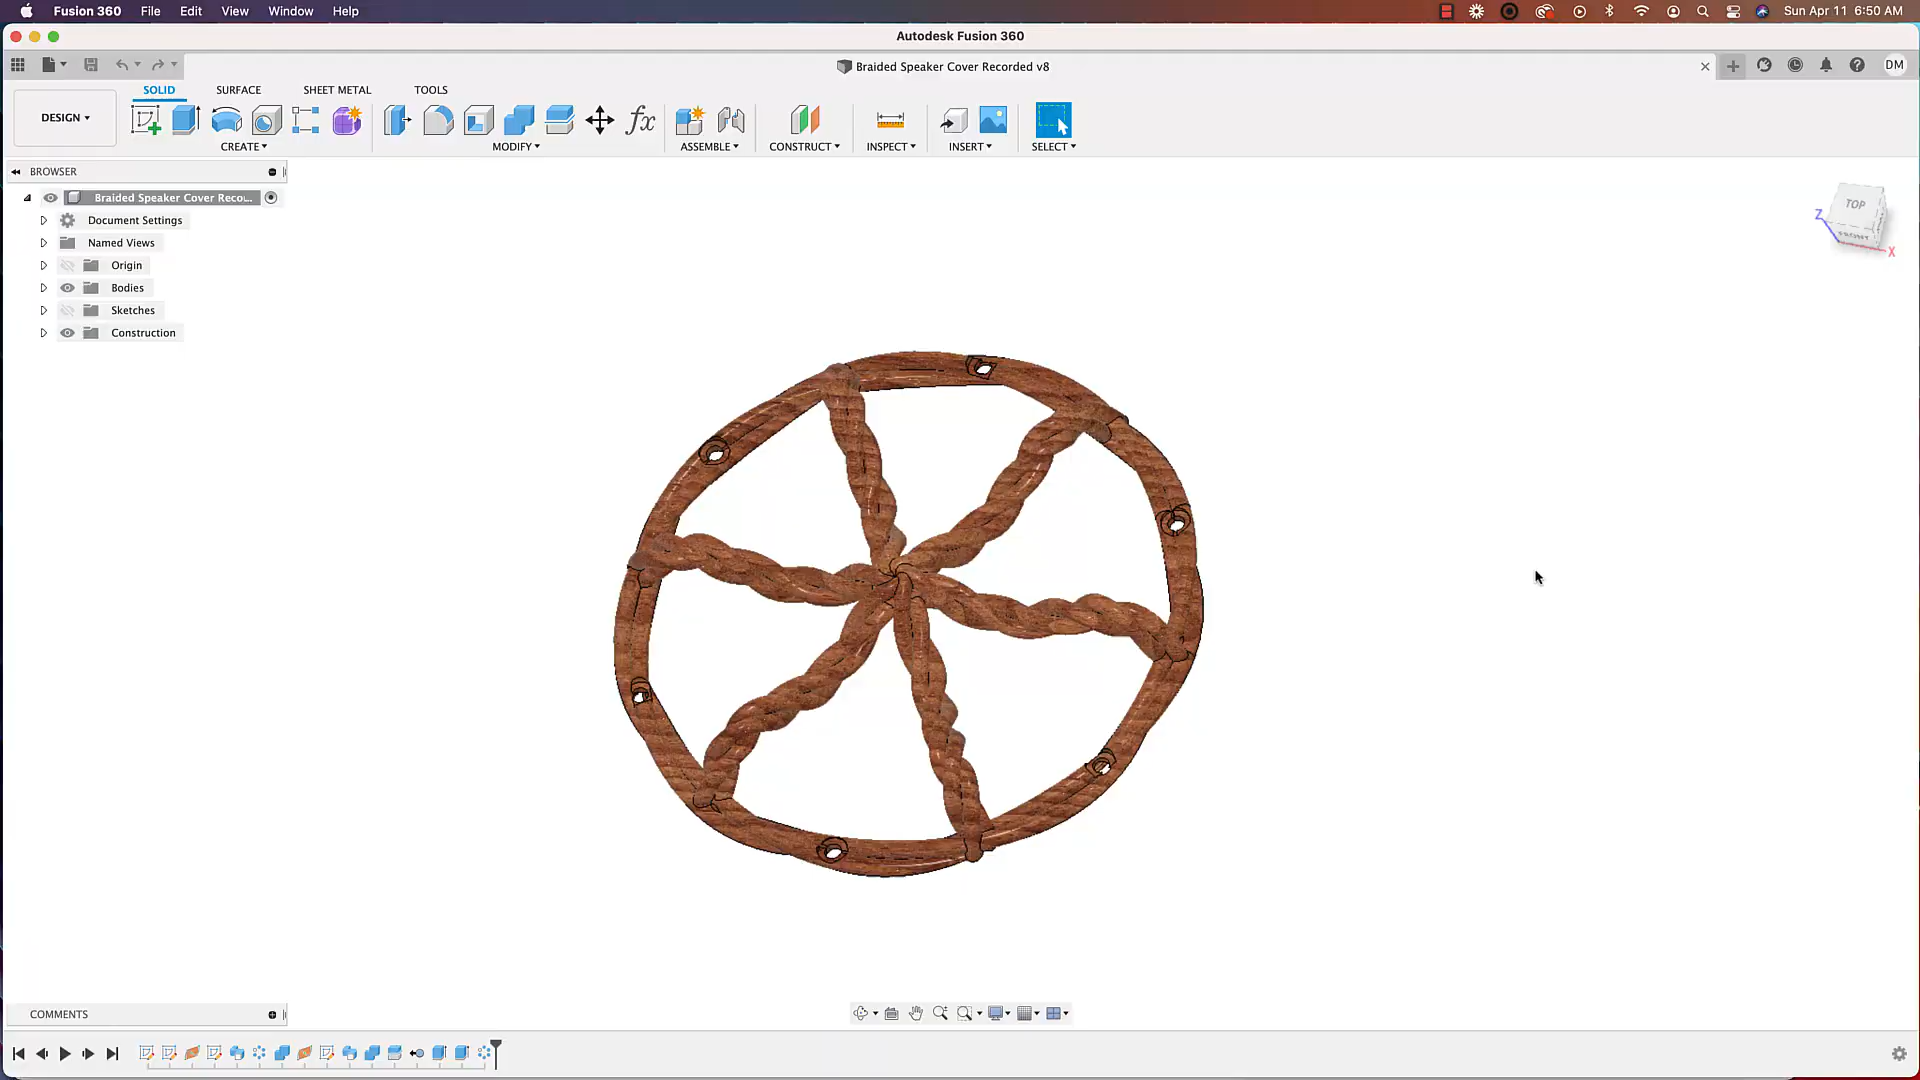 Fusion 360 File Edit View Window Help Sun Apr 11 6:50 AM
Autodesk Fusion 360
Braided Speaker Cover Recorded v8 DM
SOLID SURFACE SHEET METAL TOOLS
DESIGN
fx
CREATE MODIFY ASSEMBLE CONSTRUCT INSPECT INSERT SELECT
BROWSER
Braided Speaker Cover Reco...
Document Settings
Named Views
Origin
Bodies
Sketches
Construction
TOP
Z
FRONT
X
COMMENTS